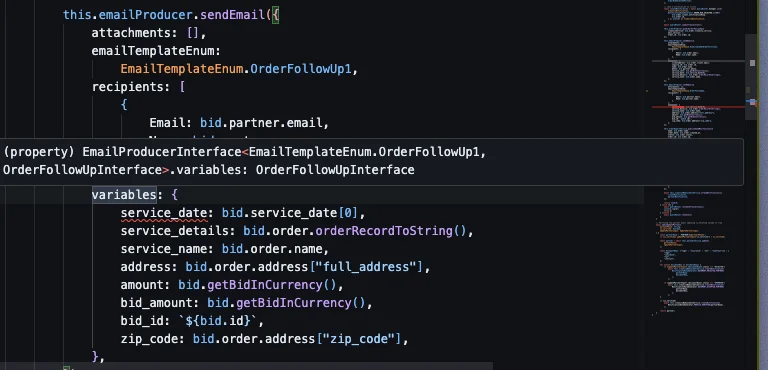 this.emailProducer.sendEmail({
attachments: [],
emailTemplateEnum:
EmailTemplateEnum.OrderFollowUp1,
recipients: [
{
Email: bid.partner.email,
(property) EmailProducerInterface<EmailTemplateEnum.OrderFollowUp1,
OrderFollowUpInterface>.variables: OrderFollowUpInterface
variables: {
service_date: bid.service_date[0],
service_details: bid.order.orderRecordToString(),
service_name: bid.order.name,
address: bid.order.address["full_address"],
amount: bid.getBidInCurrency(),
bid_amount: bid.getBidInCurrency(),
bid_id: `${bid.id}`,
zip_code: bid.order.address["zip_code"],
},